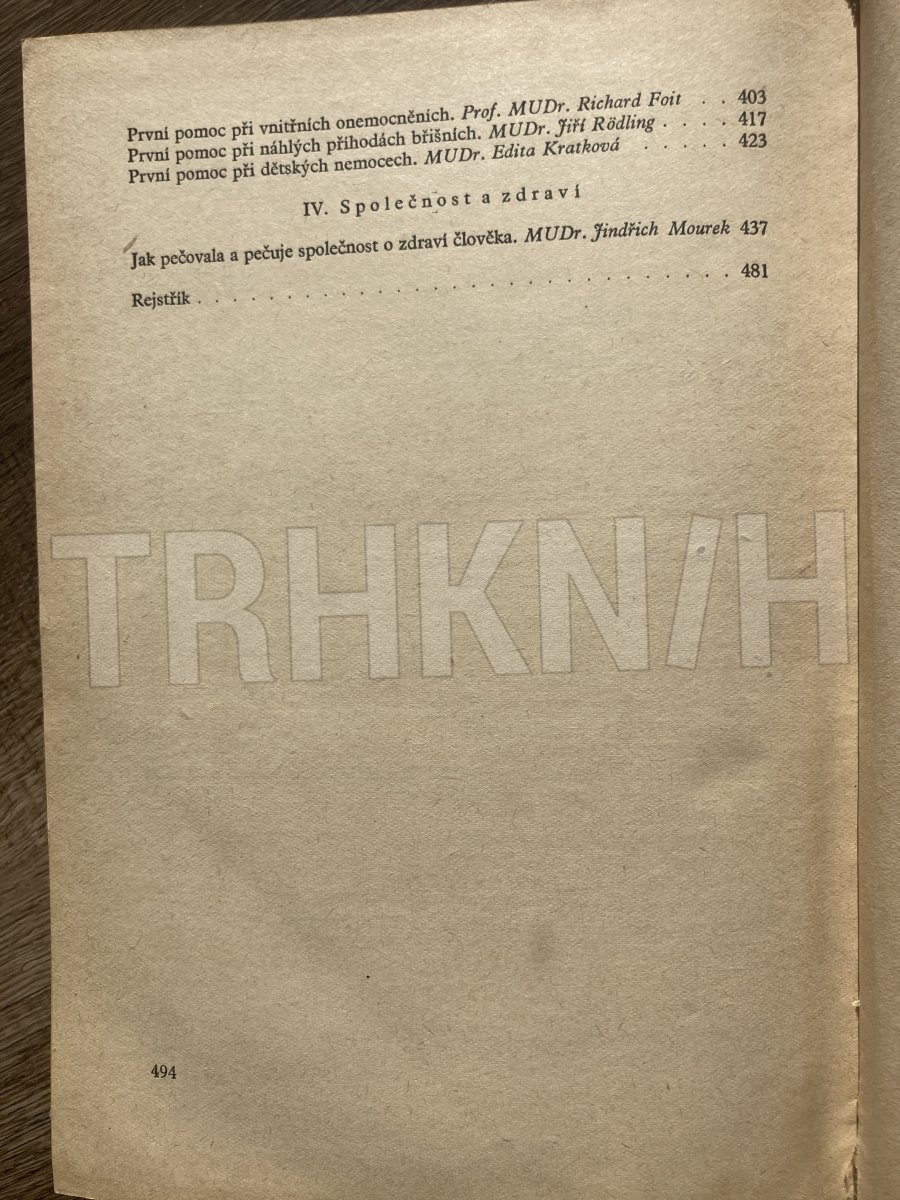 První pomoc při vnitřních onemocněních. Prof. MUDr. Richard Foit . . 403
První pomoc při náhlých příhodách břišních. MUDr. Jiří Rödling . . . . 417
První pomoc při dětských nemocech. MUDr. Edita Kratková . . . . . 423
IV. Společnost a zdraví
Jak pečovala a pečuje společnost o zdraví člověka. MUDr. Jindřich Mourek 437
Rejstřík . . . . . . . . . . . . . . . . . . . . . . . . . . . . 481
TRHKNIH
494